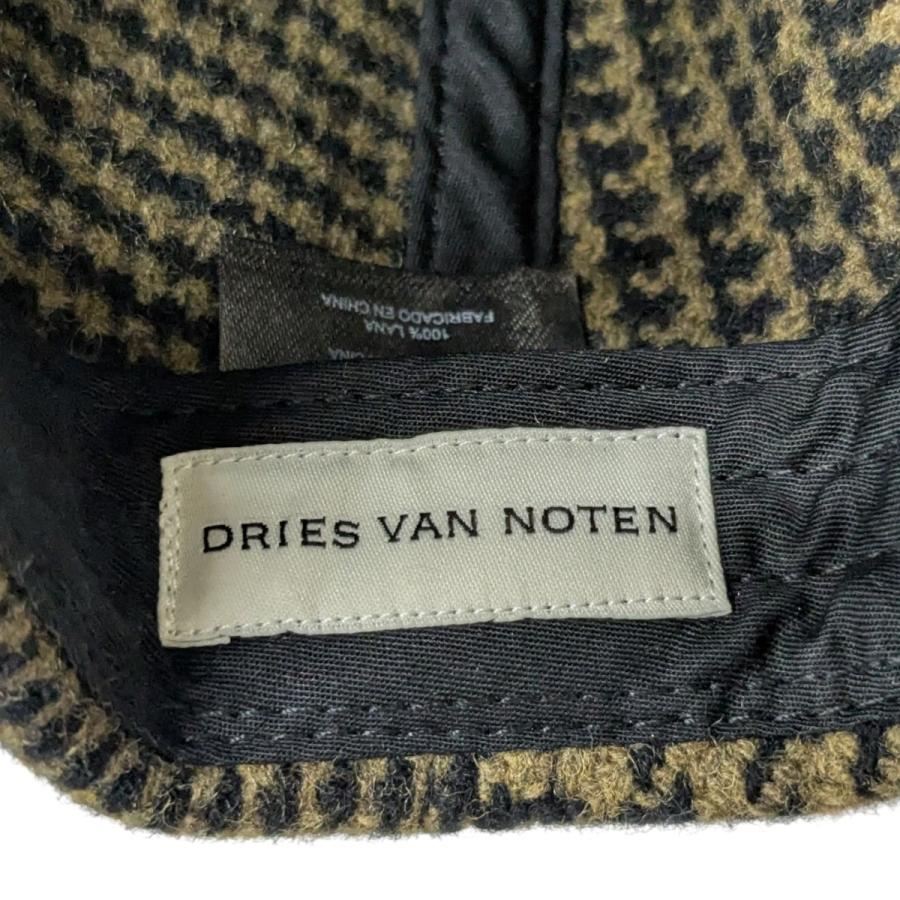 FABRICADO EN CHINA
100% LANA
DRIEs VAN NOTEN